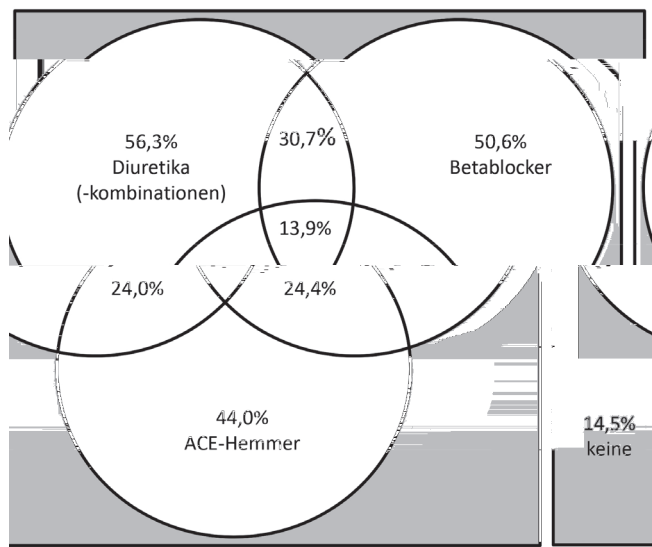 56,3%
Diuretika
(-kombinationen)
30,7%
50,6%
Betablocker
13,9%
24,0%
24,4%
44,0%
ACE-Hemmer
14,5%
keine